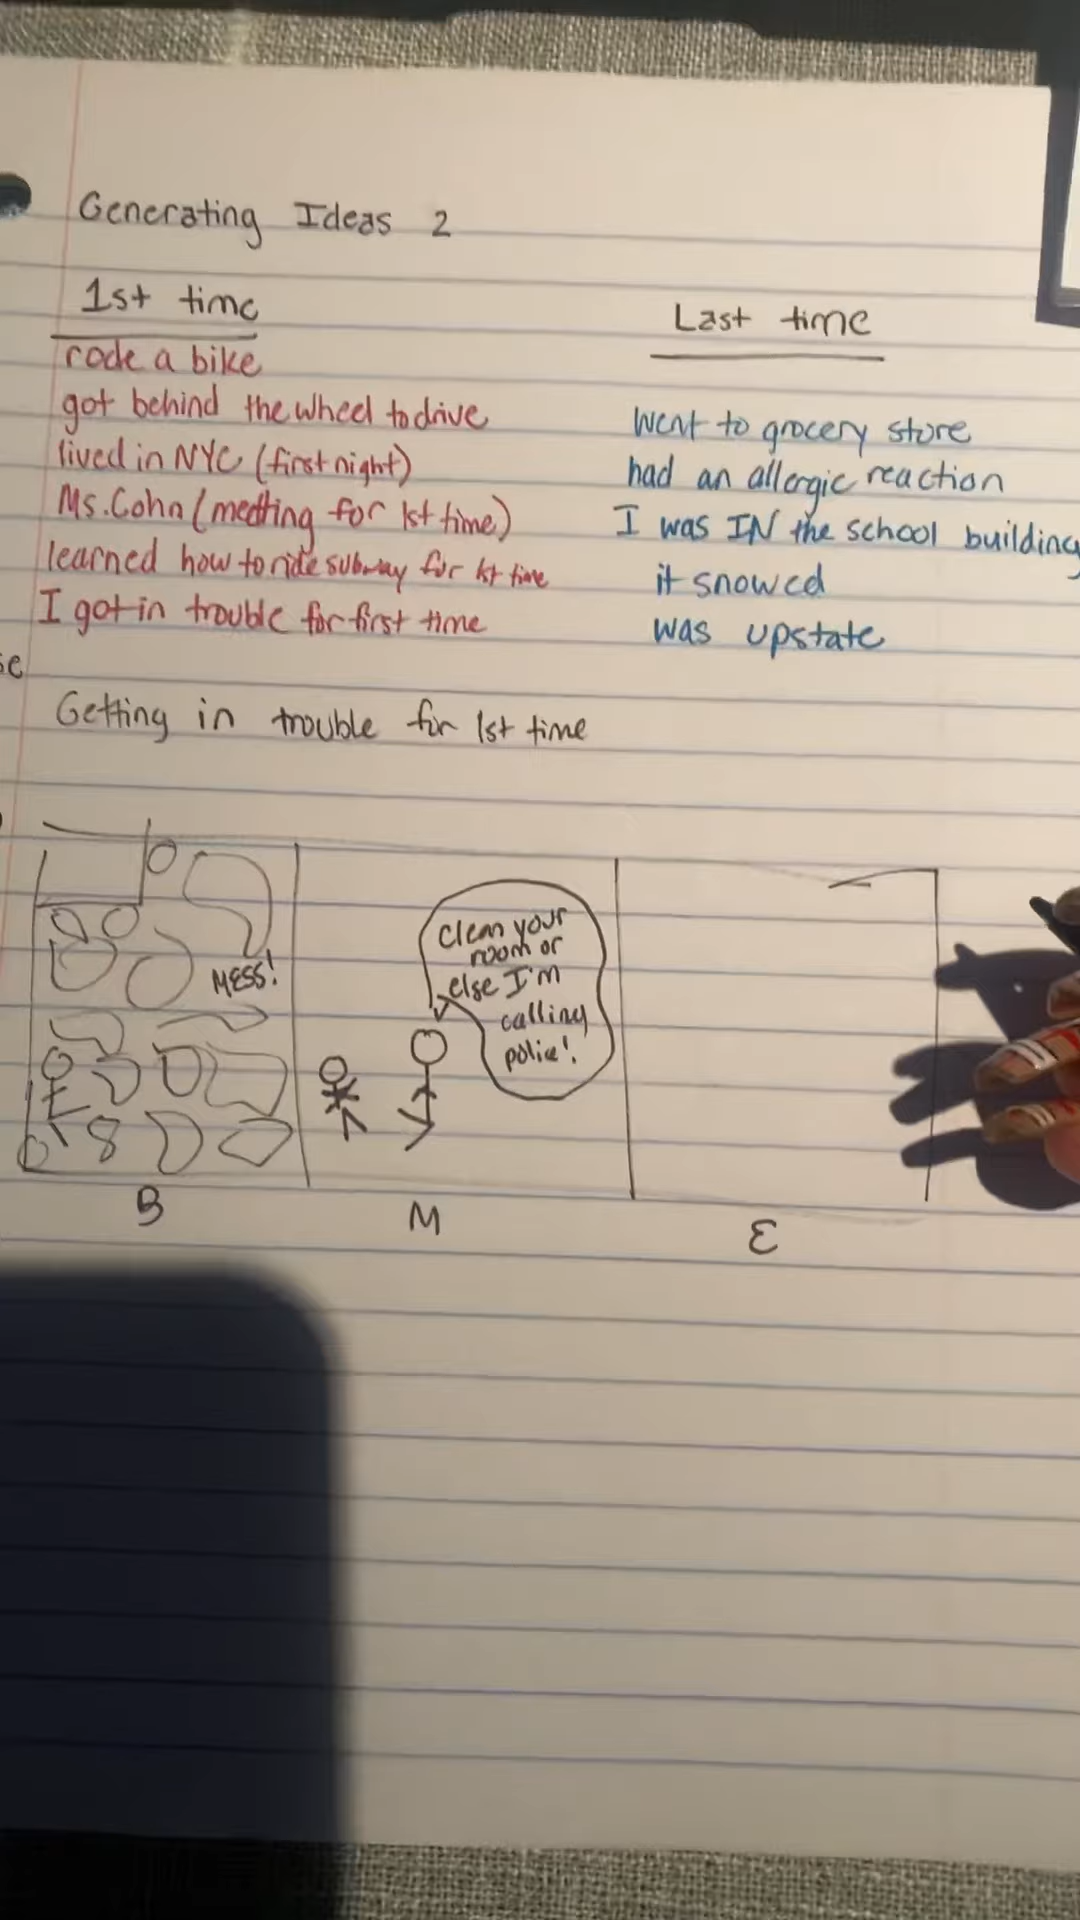 Generating Ideas 2
1st time
rode a bike
got behind the wheel to drive
lived in NYC (first night)
Ms. Cohn (medting for 1st time)
learned how to ride subway for 1st time
I got in trouble for first time
Last time
Went to grocery store
had an allergic reaction
I was IN the school building
it snowed
was upstate
se
Getting in trouble for 1st time
MESS!
clean your
room or
else I'm
calling
police!
B
M
E